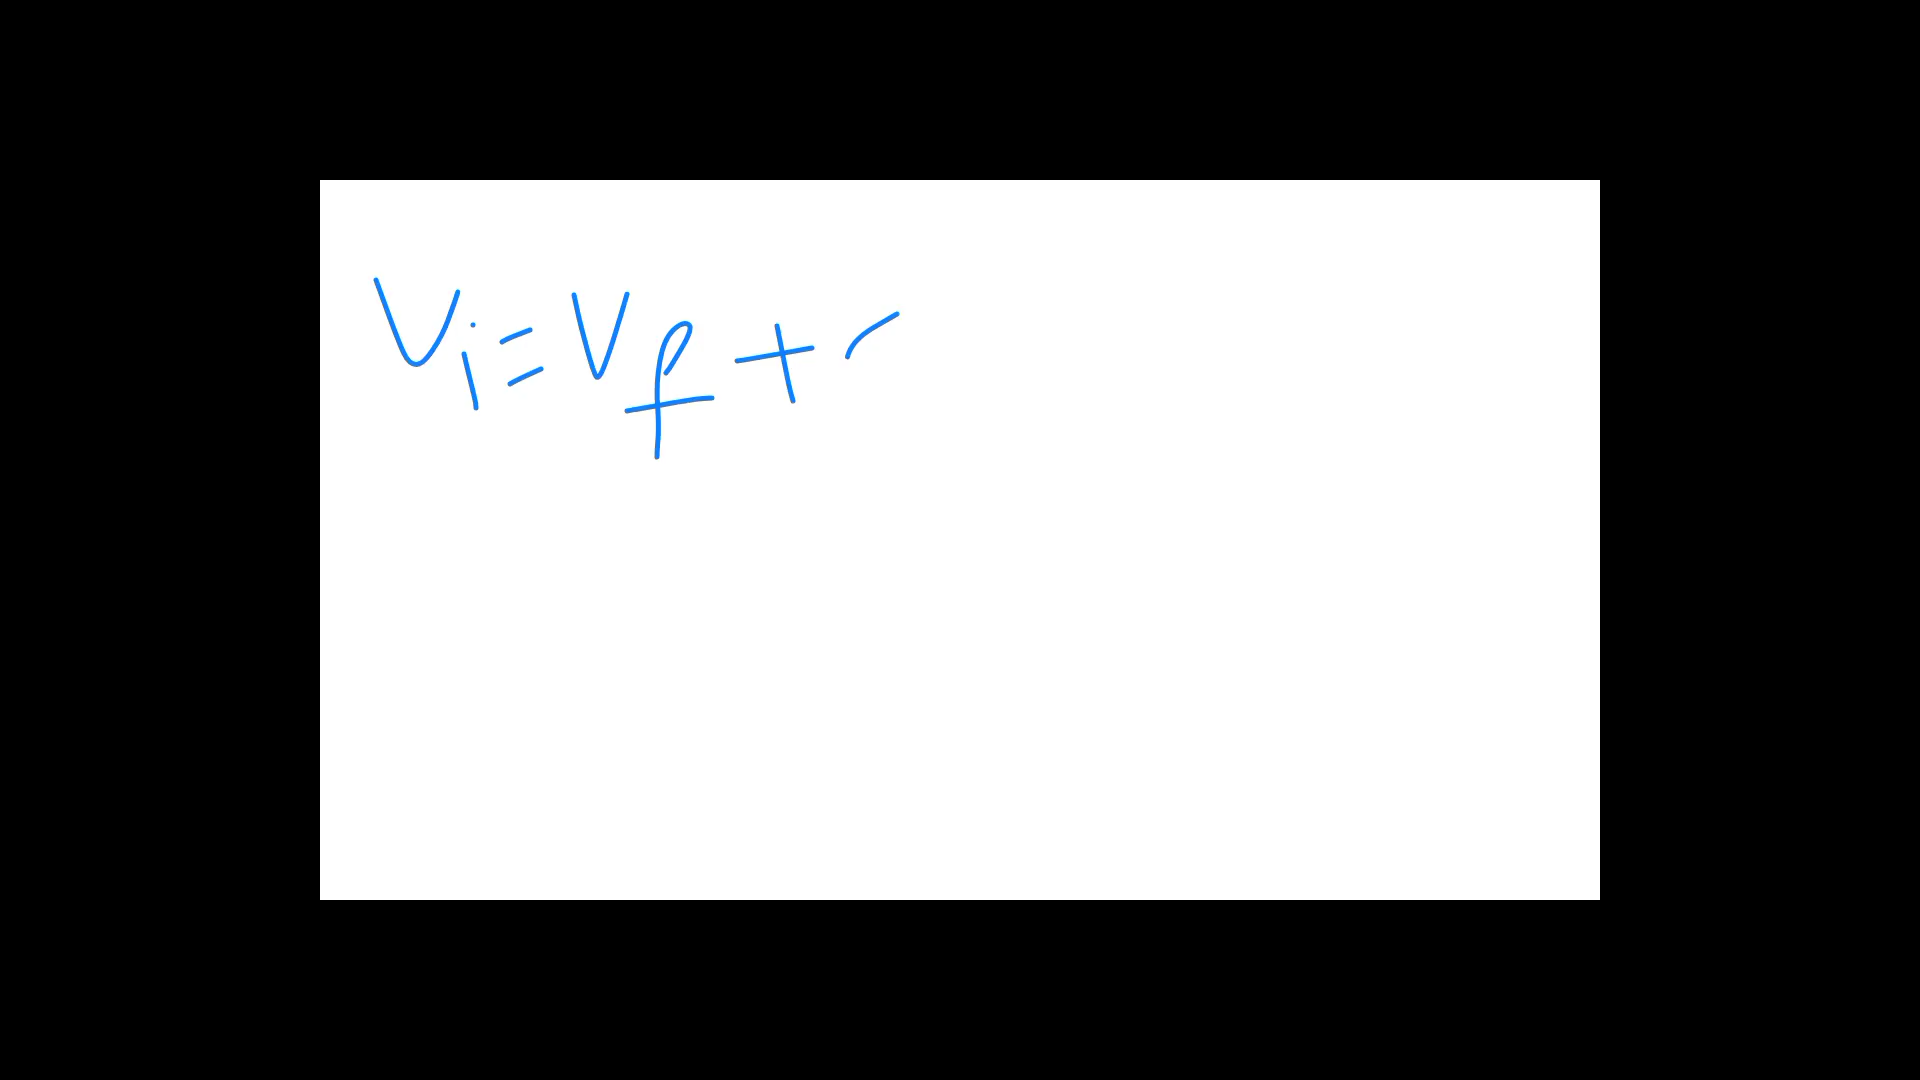 Vi = Vf +